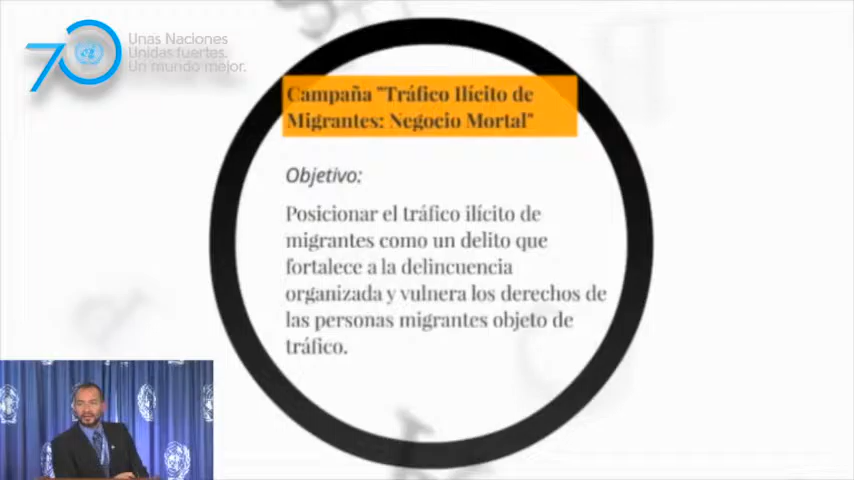 70
Unas Naciones
Unidas fuertes.
Un mundo mejor.
Campaña "Tráfico Ilícito de
Migrantes: Negocio Mortal"
Objetivo:
Posicionar el tráfico ilícito de
migrantes como un delito que
fortalece a la delincuencia
organizada y vulnera los derechos de
las personas migrantes objeto de
tráfico.